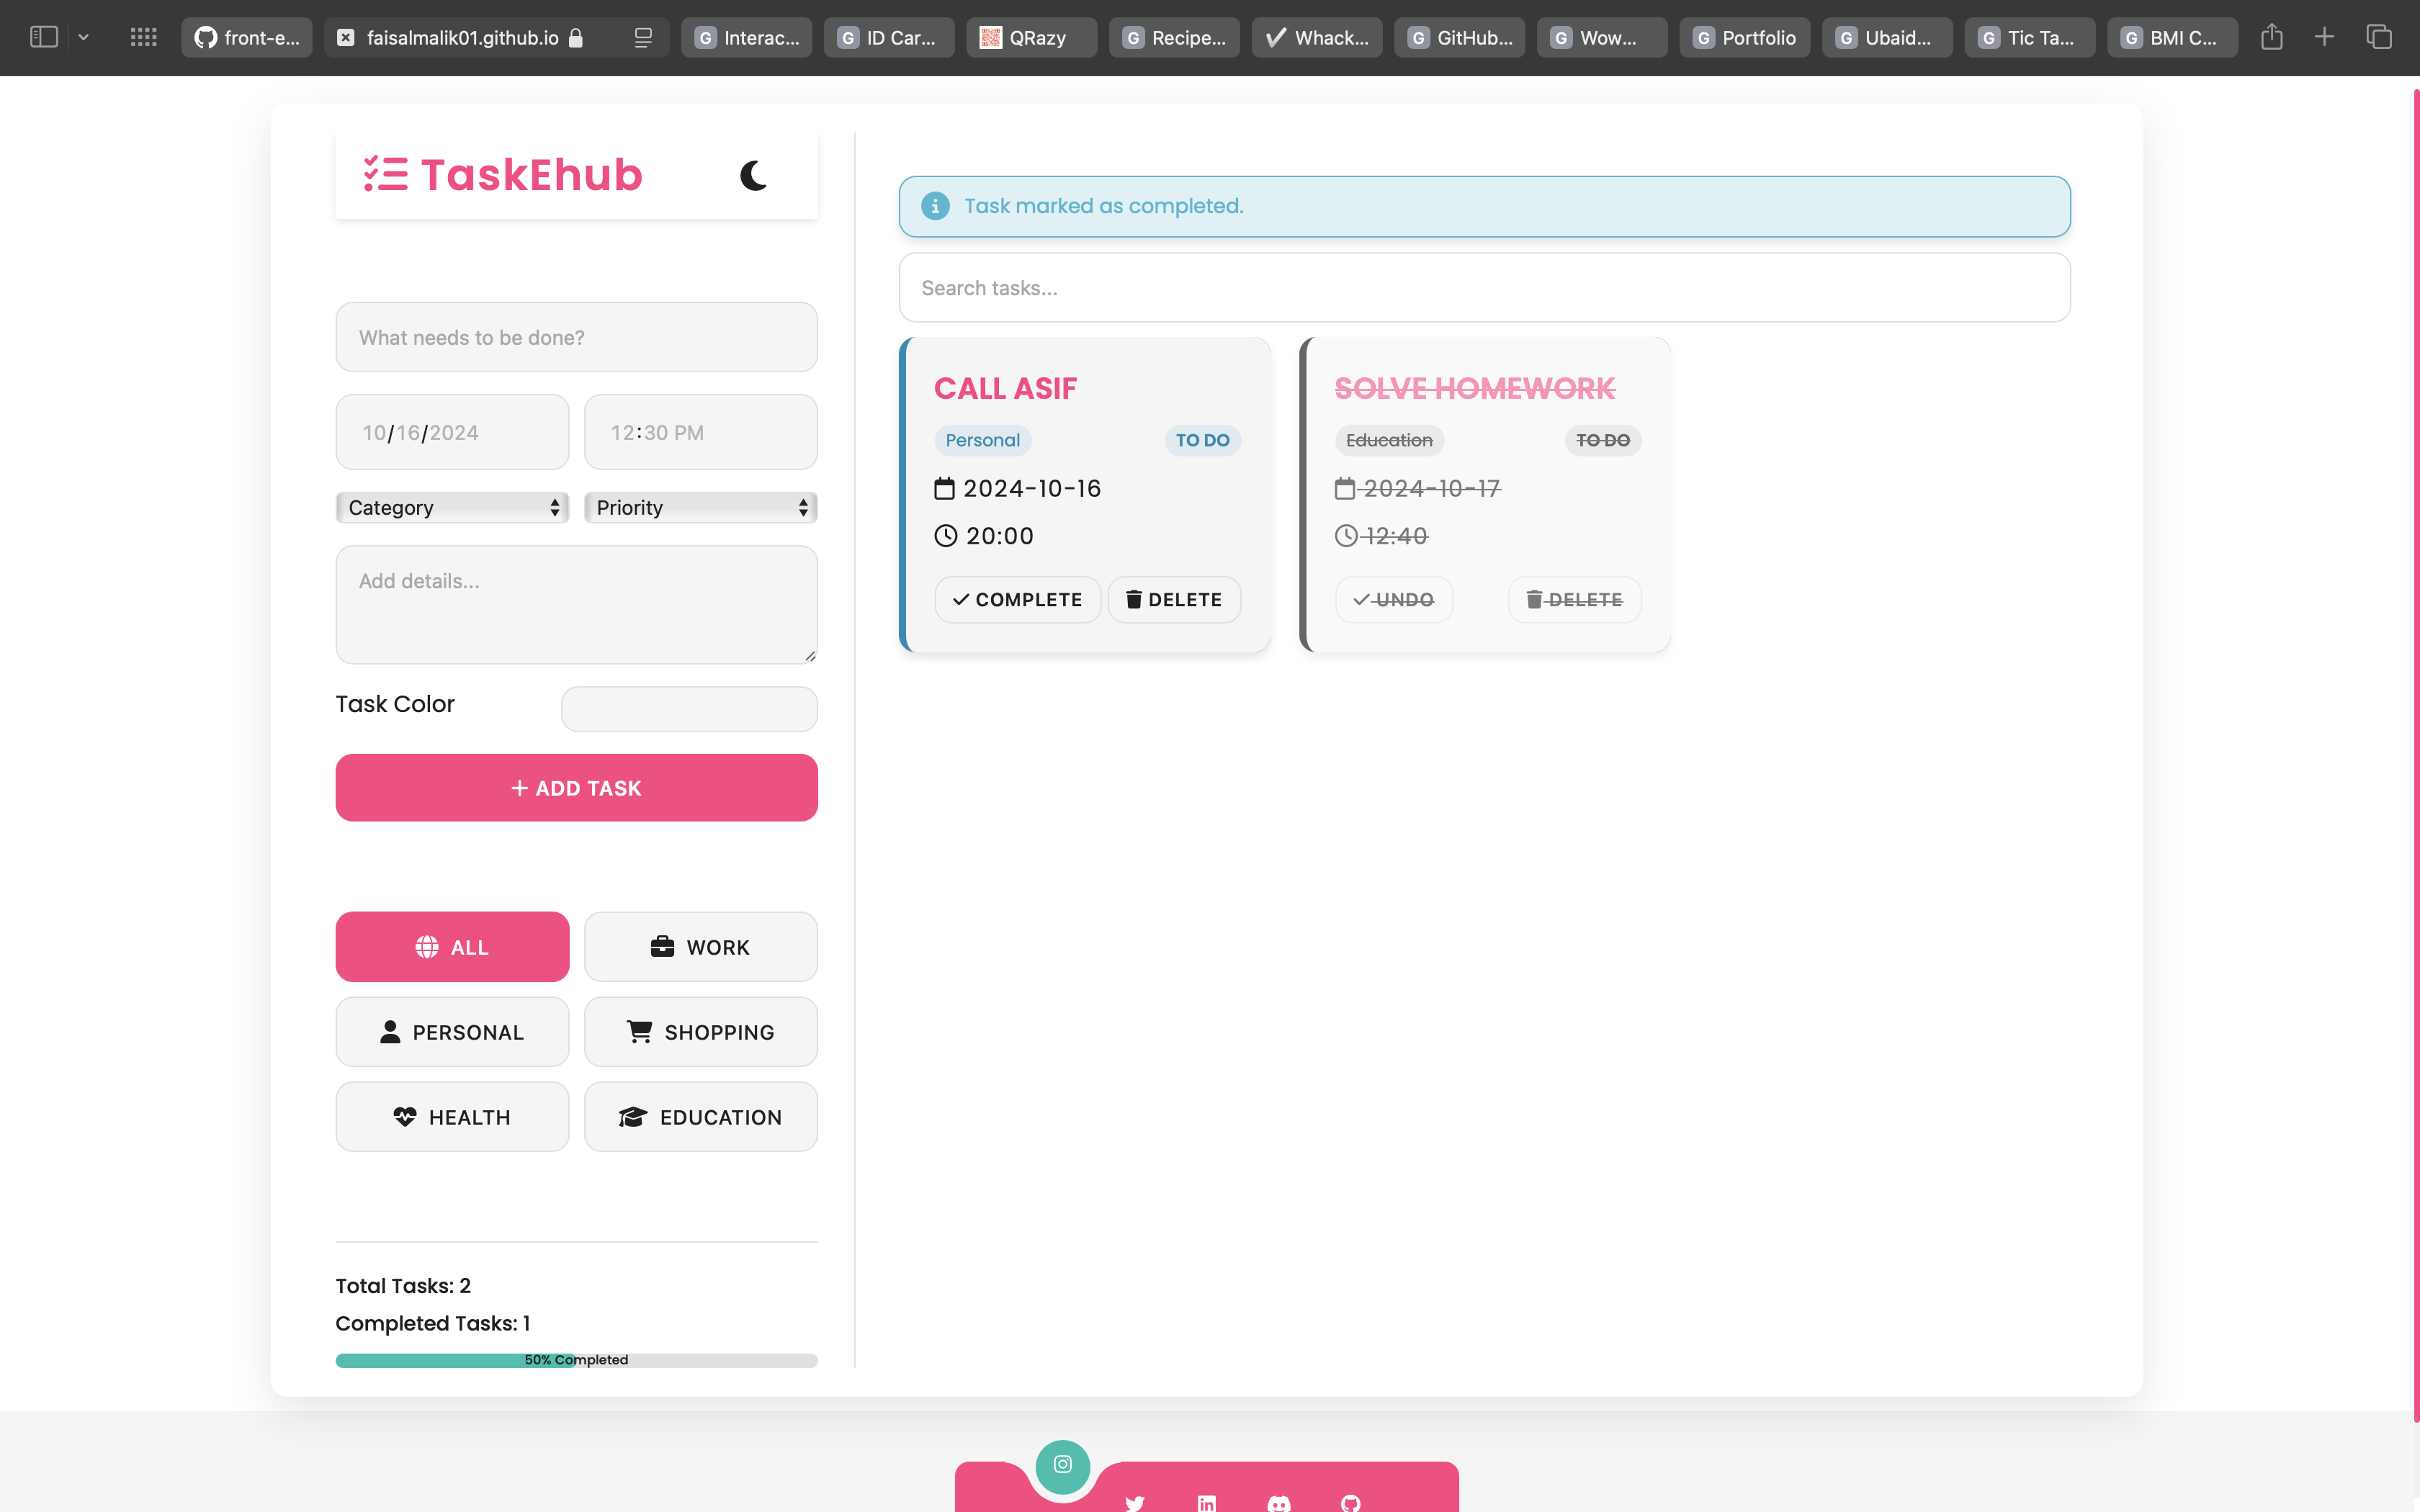 front-e...
faisalmalik01.github.io
G Interac...
G ID Car...
QRazy
G Recipe...
Whack...
G GitHub...
G Wow...
G Portfolio
G Ubaid...
G Tic Ta...
G BMI C...
TaskEhub
What needs to be done?
10/16/2024
12:30 PM
Category
Priority
Add details...
Task Color
+ ADD TASK
ALL
WORK
PERSONAL
SHOPPING
HEALTH
EDUCATION
Total Tasks: 2
Completed Tasks: 1
50% Completed
Task marked as completed.
Search tasks...
CALL ASIF
Personal
TO DO
2024-10-16
20:00
COMPLETE
DELETE
SOLVE HOMEWORK
Education
TO DO
2024-10-17
12:40
UNDO
DELETE